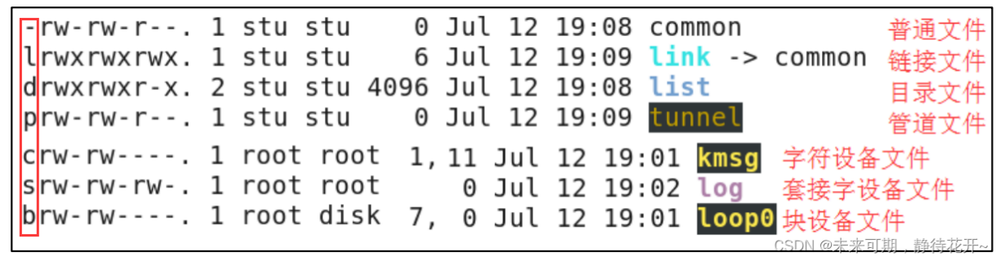 -rw-rw-r--. 1 stu stu 0 Jul 12 19:08 common 普通文件
lrwxrwxrwx. 1 stu stu 6 Jul 12 19:09 link -> common 链接文件
drwxrwxr-x. 2 stu stu 4096 Jul 12 19:08 list 目录文件
prw-rw-r--. 1 stu stu 0 Jul 12 19:09 tunnel 管道文件
crw-rw----. 1 root root 1, 11 Jul 12 19:01 kmsg 字符设备文件
srw-rw-rw-. 1 root root 0 Jul 12 19:02 log 套接字设备文件
brw-rw----. 1 root disk 7, 0 Jul 12 19:01 loop0 块设备文件
CSDN @未来可期，静待花开~